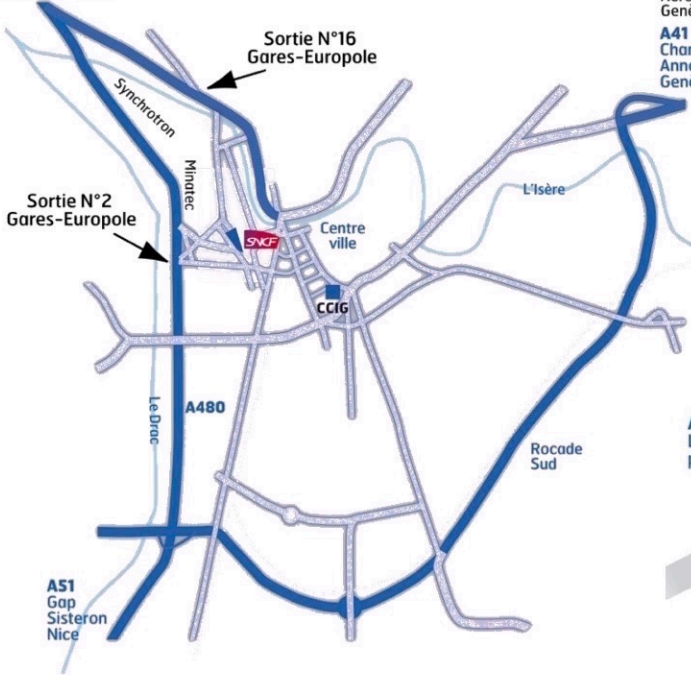 Sortie N°16
Gares-Europole
A41
Synchrotron
Minatec
Sortie N°2
Gares-Europole
SNCF
Centre
ville
L'Isère
CCIG
Le Drac
A480
Rocade
Sud
A51
Gap
Sisteron
Nice